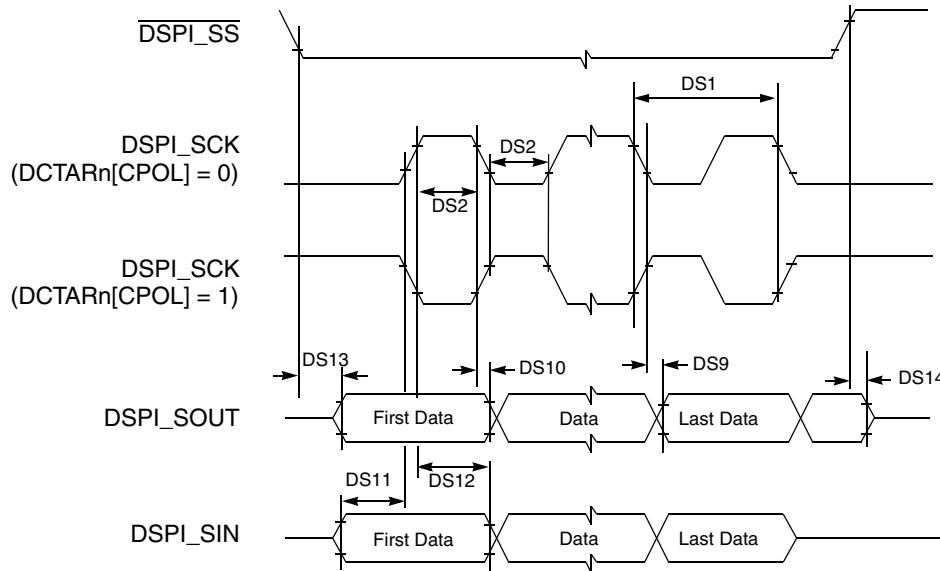 DSPI_SS
DS1
DSPI_SCK
(DCTARn[CPOL] = 0)
DS2
DS2
DSPI_SCK
(DCTARn[CPOL] = 1)
DS13
DS10
DS9
DS14
DSPI_SOUT
First Data
Data
Last Data
DS11
DS12
DSPI_SIN
First Data
Data
Last Data